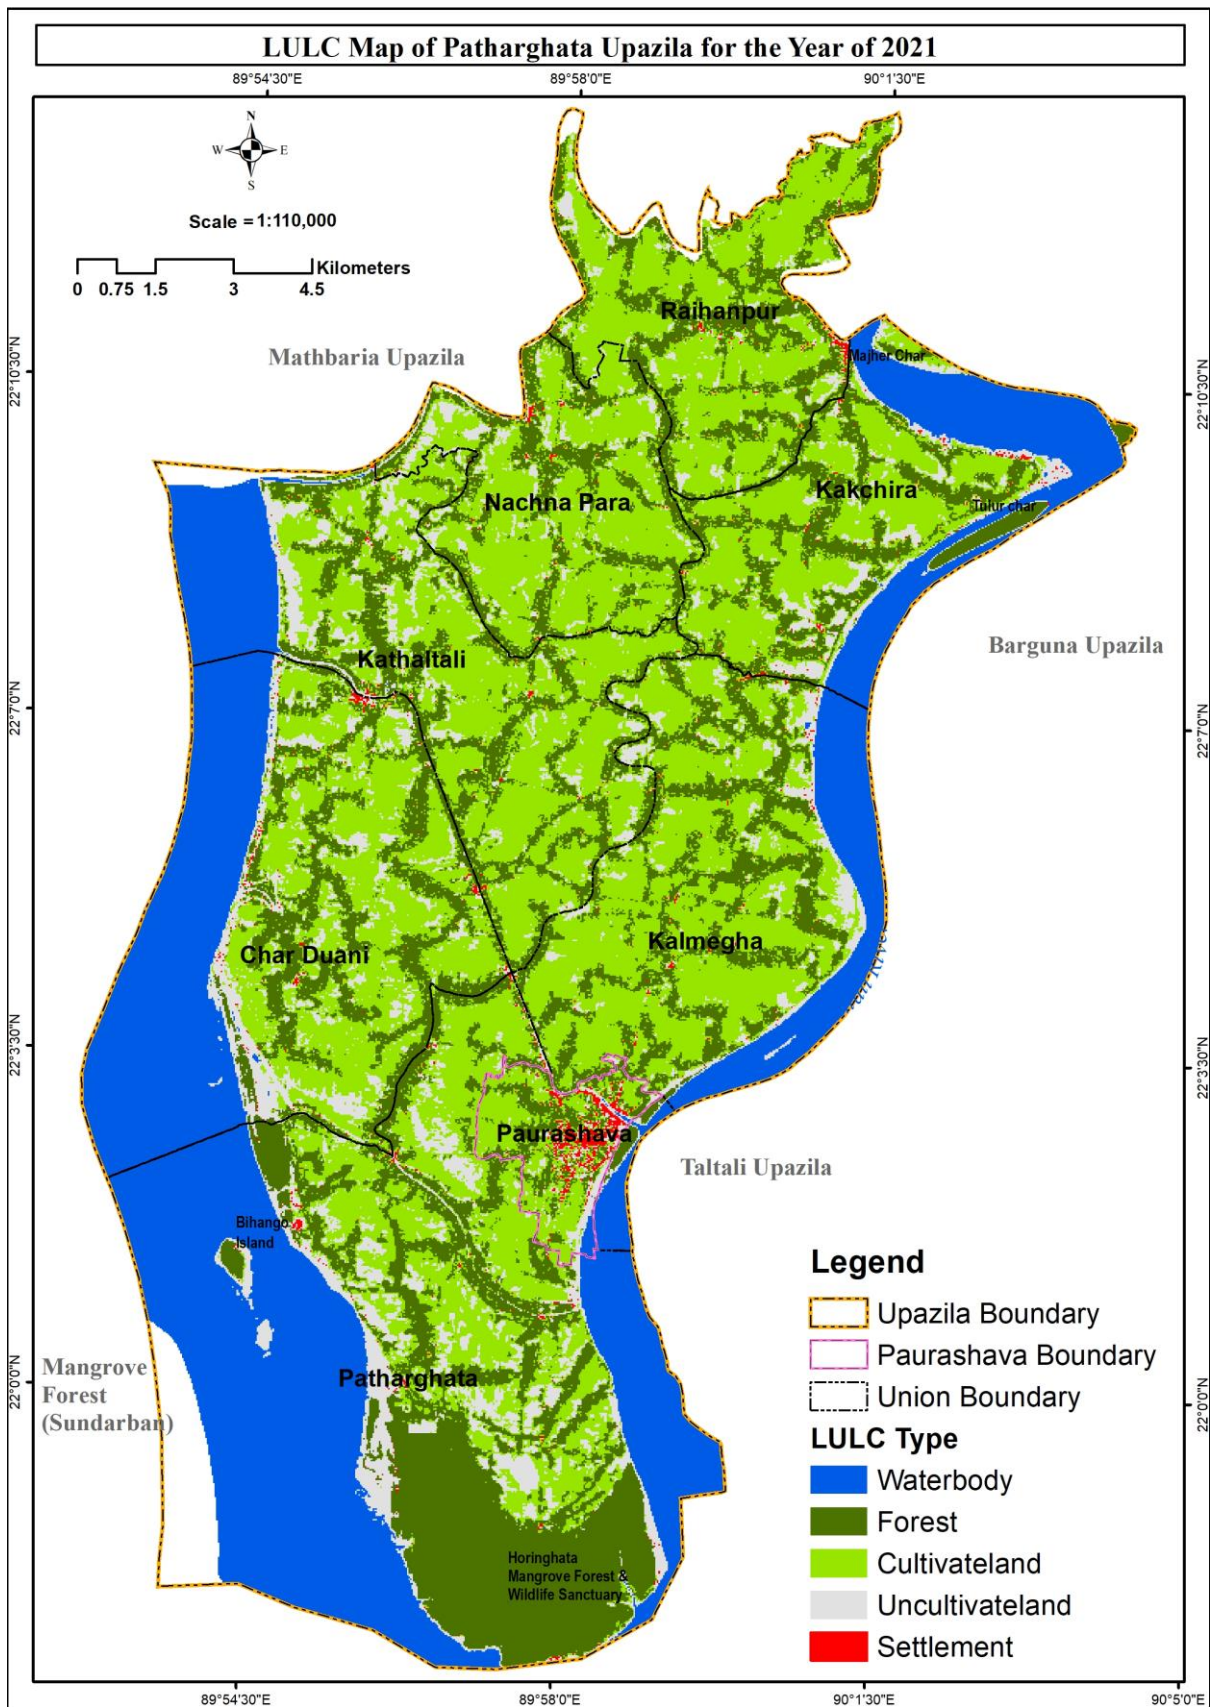 LULC Map of Patharghata Upazila for the Year of 2021
89°54'30"E
89°58'0"E
90°1'30"E
N
W
E
S
Scale = 1:110,000
Kilometers
0 0.75 1.5 3 4.5
Raihanpur
Mathbaria Upazila
Majher Char
22°10'30"N
22°10'30"N
Nachna Para
Kakchira
Tulur char
Barguna Upazila
Kathaltali
22°7'0"N
22°7'0"N
Kalmegha
Char Duani
22°3'30"N
22°3'30"N
Paurashava
Taltali Upazila
Bihango
Island
Mangrove
Forest
(Sundarban)
Patharghata
22°0'0"N
22°0'0"N
Horinghata
Mangrove Forest &
Wildlife Sanctuary
Legend
Upazila Boundary
Paurashava Boundary
Union Boundary
LULC Type
Waterbody
Forest
Cultivateland
Uncultivateland
Settlement
89°54'30"E
89°58'0"E
90°1'30"E
90°5'0"E